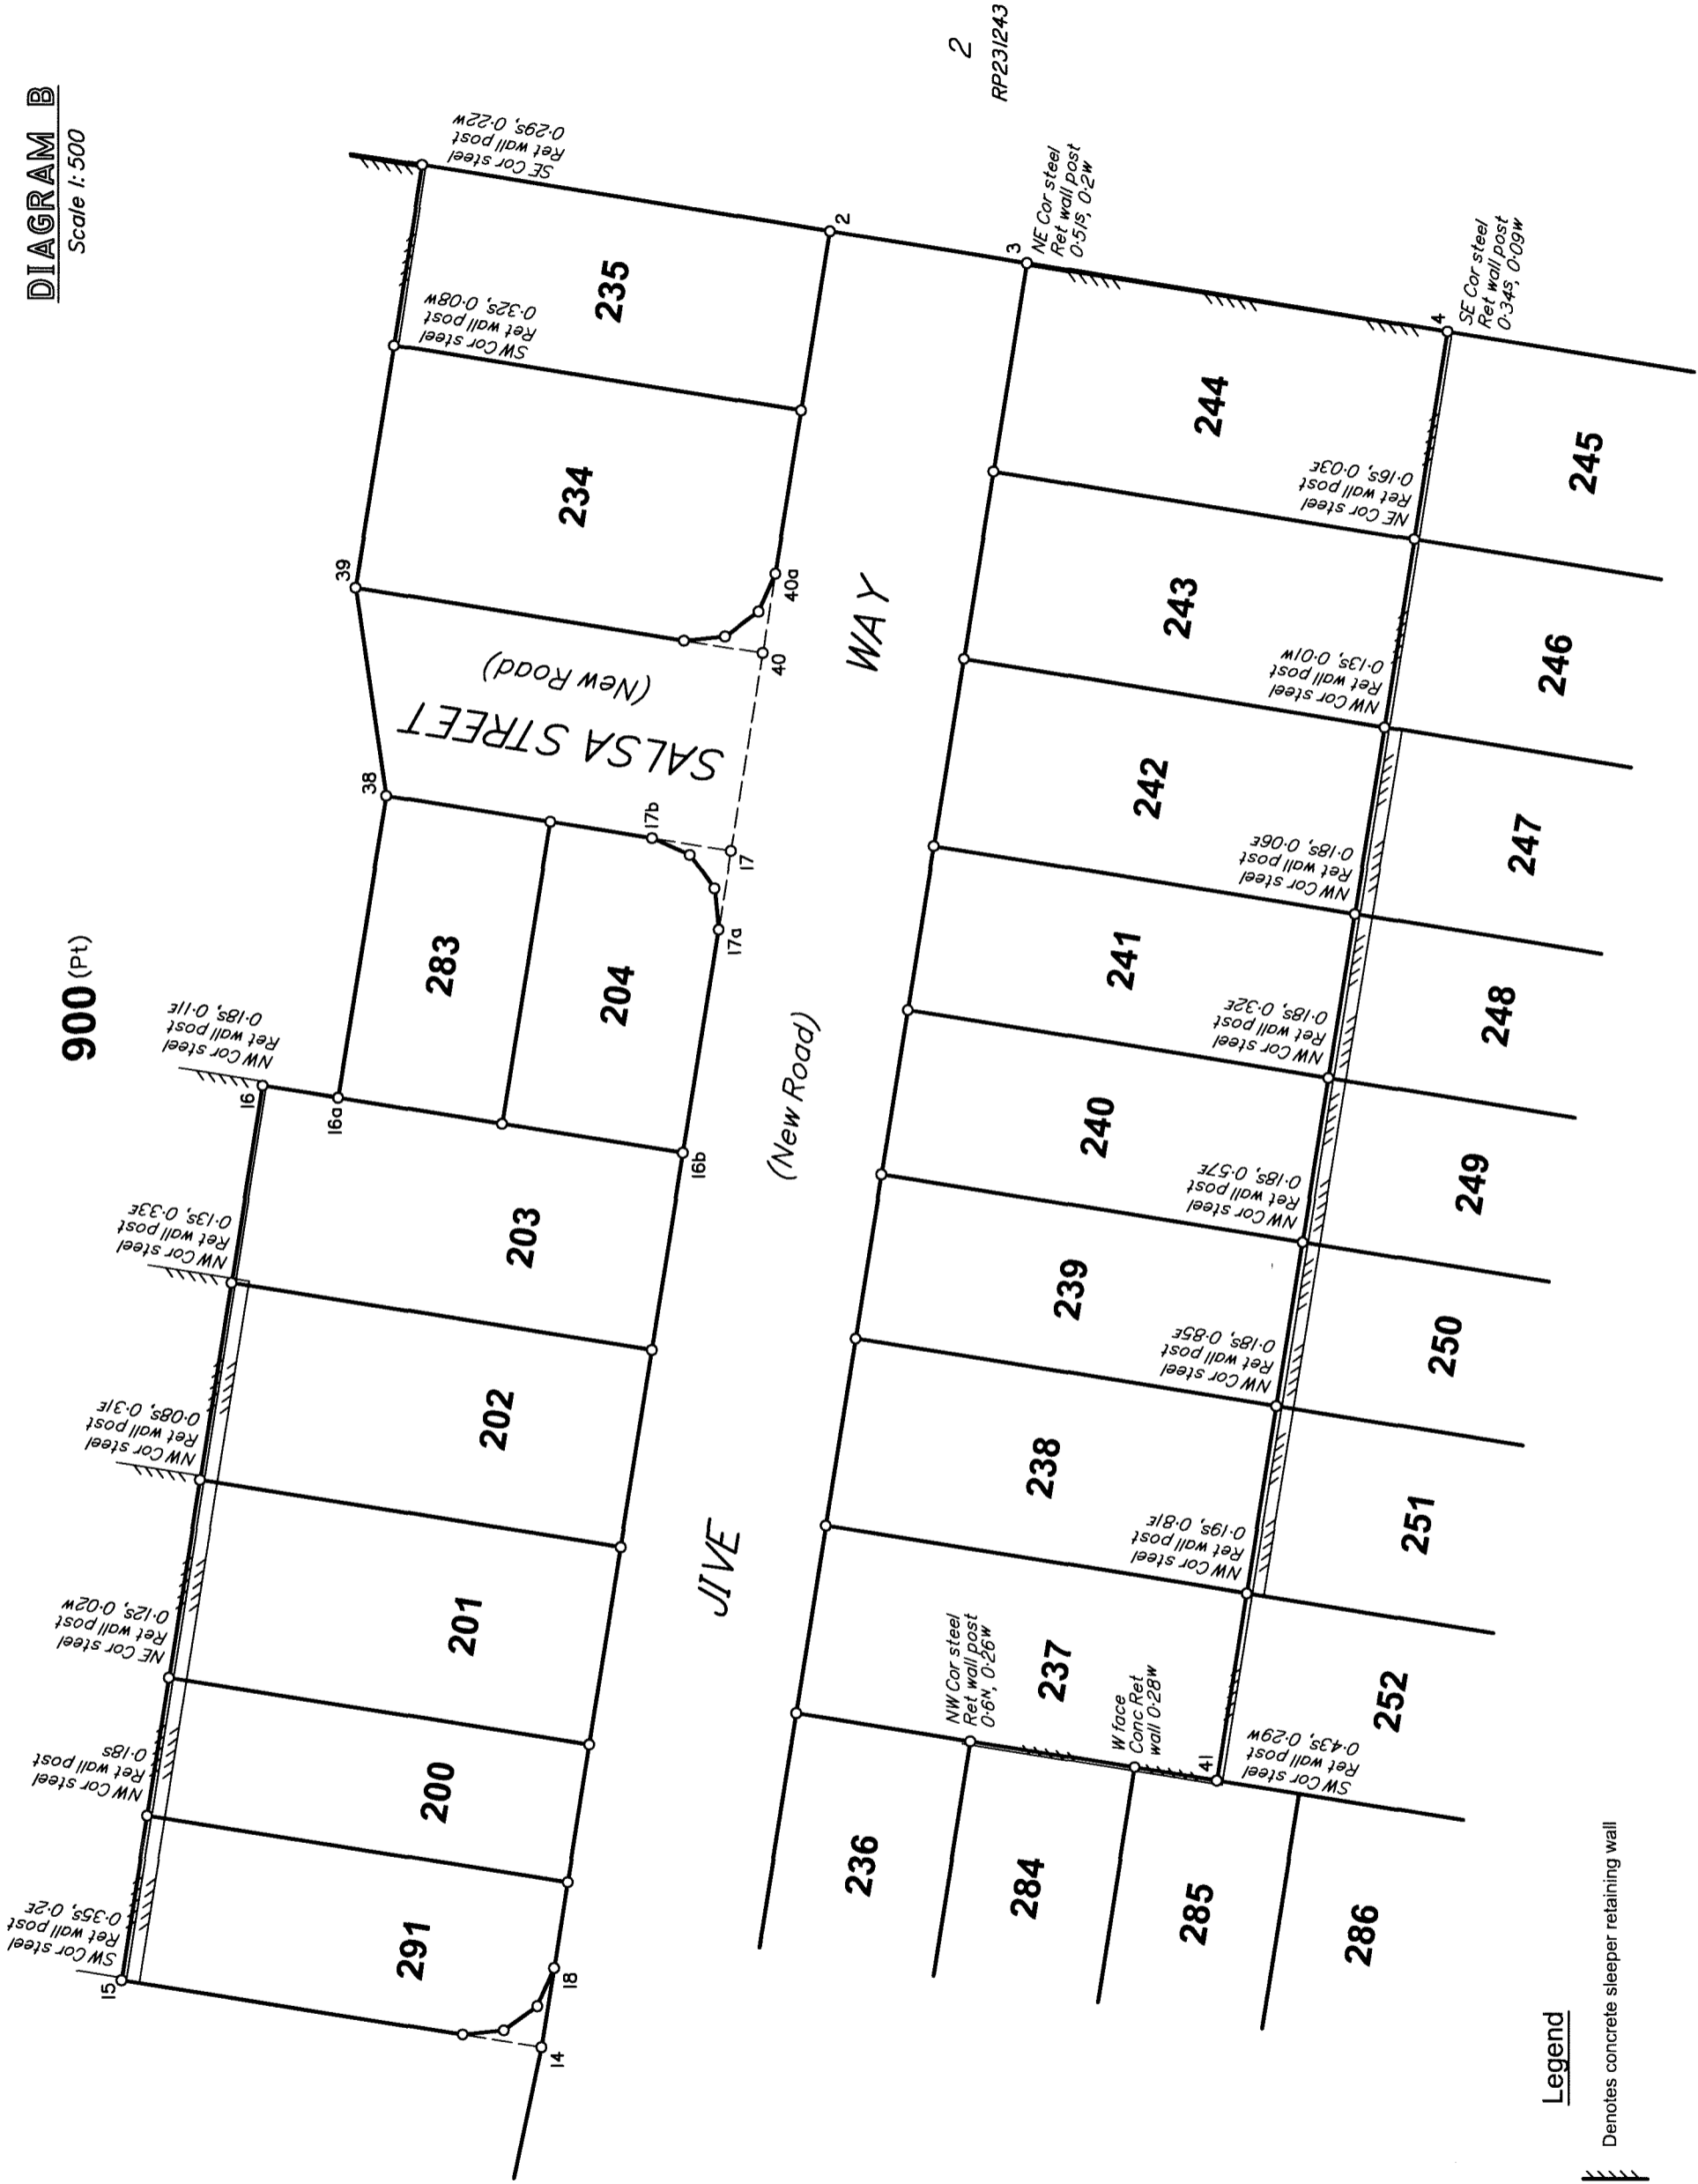 DIAGRAM B
Scale 1:500
900 (Pt)
2
RP231243
SE Cor steel
Ret wall post
0·29S, 0·22W
SW Cor steel
Ret wall post
0·32S, 0·08W
235
234
39
2
3
NE Cor steel
Ret wall post
0·51S, 0·2W
40a
40
SALSA STREET
(New Road)
38
17b
17
17a
283
204
NW Cor steel
Ret wall post
0·18S, 0·11E
16
16a
16b
NW Cor steel
Ret wall post
0·13S, 0·33E
203
NW Cor steel
Ret wall post
0·08S, 0·31E
202
NE Cor steel
Ret wall post
0·12S, 0·02W
201
NW Cor steel
Ret wall post
0·18S
200
SW Cor steel
Ret wall post
0·35S, 0·2E
15
291
18
14
JIVE
WAY
(New Road)
4
SE Cor steel
Ret wall post
0·34S, 0·09W
244
245
NE Cor steel
Ret wall post
0·16S, 0·03E
243
246
NW Cor steel
Ret wall post
0·13S, 0·01W
242
247
NW Cor steel
Ret wall post
0·18S, 0·06E
241
248
NW Cor steel
Ret wall post
0·18S, 0·32E
240
249
NW Cor steel
Ret wall post
0·18S, 0·57E
239
250
NW Cor steel
Ret wall post
0·18S, 0·85E
238
251
NW Cor steel
Ret wall post
0·19S, 0·81E
237
NW Cor steel
Ret wall post
0·6N, 0·26W
W face
Conc Ret
wall 0·28W
41
SW Cor steel
Ret wall post
0·43S, 0·29W
252
236
284
285
286
Legend
Denotes concrete sleeper retaining wall